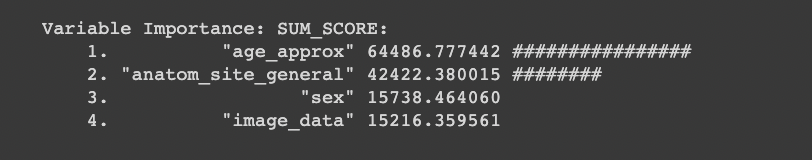 Variable Importance: SUM_SCORE:
1. "age_approx" 64486.777442 ################
2. "anatom_site_general" 42422.380015 ########
3. "sex" 15738.464060
4. "image_data" 15216.359561